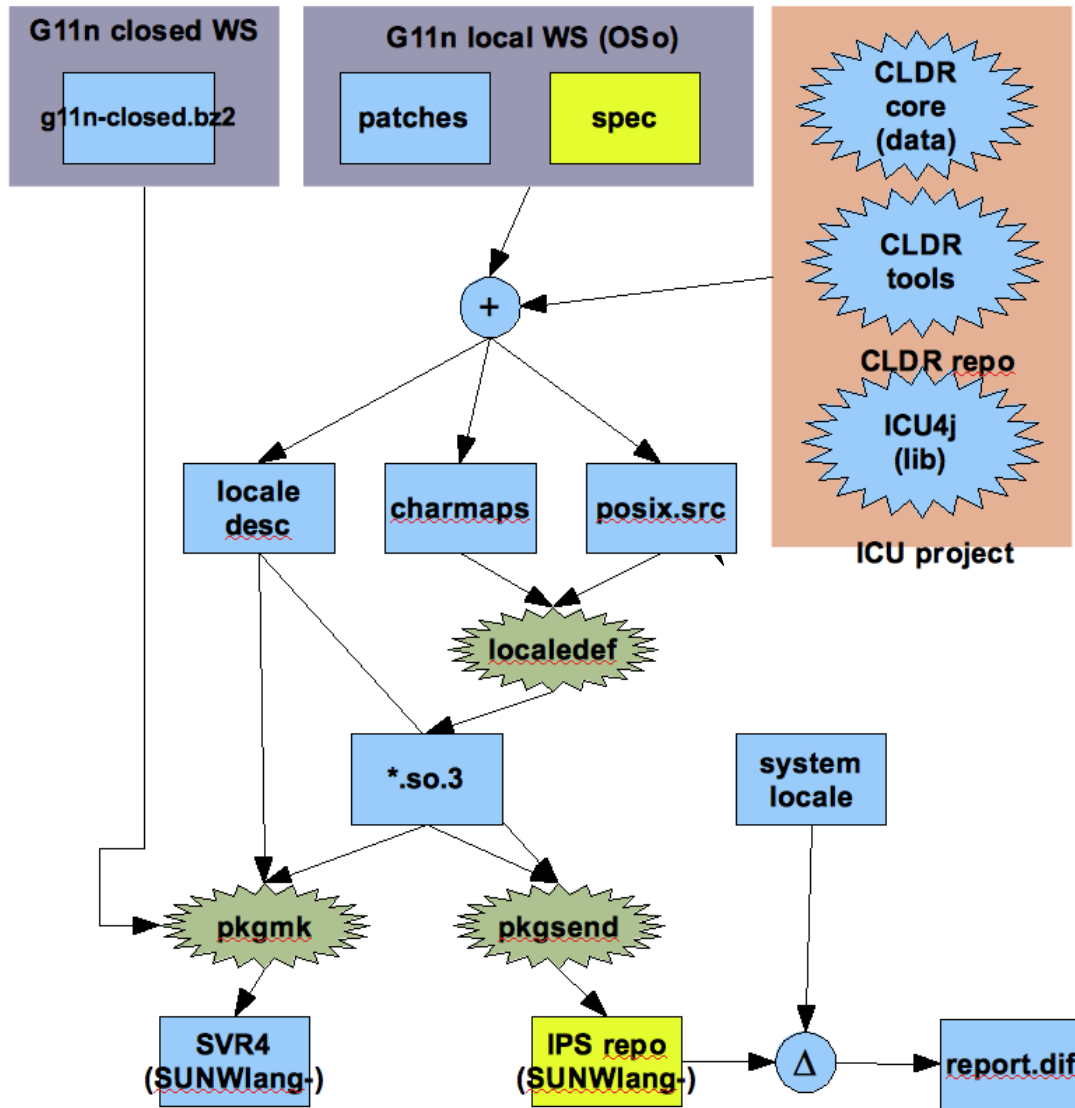 G11n closed WS
g11n-closed.bz2
G11n local WS (OSo)
patches
spec
CLDR
core
(data)
CLDR
tools
CLDR repo
ICU4j
(lib)
ICU project
+
locale
desc
charmaps
posix.src
localedef
*.so.3
system
locale
pkgmk
pkgsend
SVR4
(SUNWlang-)
IPS repo
(SUNWlang-)
Δ
report.dif